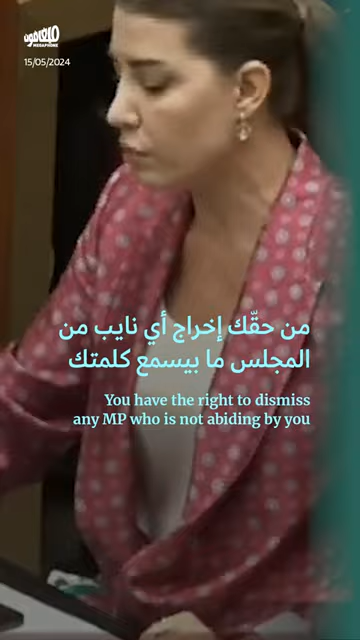 ميغافون
MEGAPHONE
15/05/2024
من حقّك إخراج أي نايب من
المجلس ما بيسمع كلمتك
You have the right to dismiss
any MP who is not abiding by you